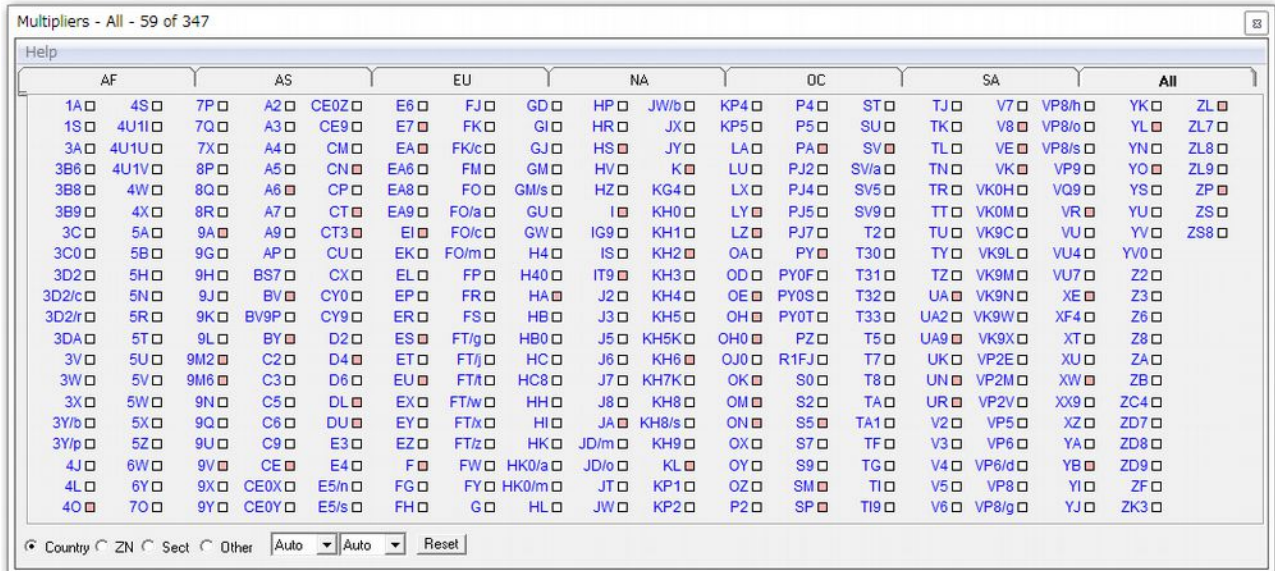 Multipliers - All - 59 of 347
Help
AF AS EU NA OC SA All
1A 4S 7P A2 CE0Z E6 FJ GD HP JW/b KP4 P4 ST TJ V7 VP8/h YK ZL
1S 4U1I 7Q A3 CE9 E7 FK GI HR JX KP5 P5 SU TK V8 VP8/o YL ZL7
3A 4U1U 7X A4 CM EA FK/c GJ HS JY LA PA SV TL VE VP8/s YN ZL8
3B6 4U1V 8P A5 CN EA6 FM GM HV K LU PJ2 SV/a TN VK VP9 YO ZL9
3B8 4W 8Q A6 CP EA8 FO GM/s HZ KG4 LX PJ4 SV5 TR VK0H VQ9 YS ZP
3B9 4X 8R A7 CT EA9 FO/a GU I KH0 LY PJ5 SV9 TT VK0M VR YU ZS
3C 5A 9A A9 CT3 EI FO/c GW IG9 KH1 LZ PJ7 T2 TU VK9C VU YV ZS8
3C0 5B 9G AP CU EK FO/m H4 IS KH2 OA PY T30 TY VK9L VU4 YV0
3D2 5H 9H BS7 CX EL FP H40 IT9 KH3 OD PY0F T31 TZ VK9M VU7 Z2
3D2/c 5N 9J BV CY0 EP FR HA J2 KH4 OE PY0S T32 UA VK9N XE Z3
3D2/r 5R 9K BV9P CY9 ER FS HB J3 KH5 OH PY0T T33 UA2 VK9W XF4 Z6
3DA 5T 9L BY D2 ES FT/g HB0 J5 KH5K OH0 PZ T5 UA9 VK9X XT Z8
3V 5U 9M2 C2 D4 ET FT/j HC J6 KH6 OJ0 R1FJ T7 UK VP2E XU ZA
3W 5V 9M6 C3 D6 EU FT/t HC8 J7 KH7K OK S0 T8 UN VP2M XW ZB
3X 5W 9N C5 DL EX FT/w HH J8 KH8 OM S2 TA UR VP2V XX9 ZC4
3Y/b 5X 9Q C6 DU EY FT/x HI JA KH8/s ON S5 TA1 V2 VP5 XZ ZD7
3Y/p 5Z 9U C9 E3 EZ FT/z HK JD/m KH9 OX S7 TF V3 VP6 YA ZD8
4J 6W 9V CE E4 F FW HK0/a JD/o KL OY S9 TG V4 VP6/d YB ZD9
4L 6Y 9X CE0X E5/n FG FY HK0/m JT KP1 OZ SM TI V5 VP8 YI ZF
4O 7O 9Y CE0Y E5/s FH G HL JW KP2 P2 SP TI9 V6 VP8/g YJ ZK3
Country ZN Sect Other Auto Auto Reset